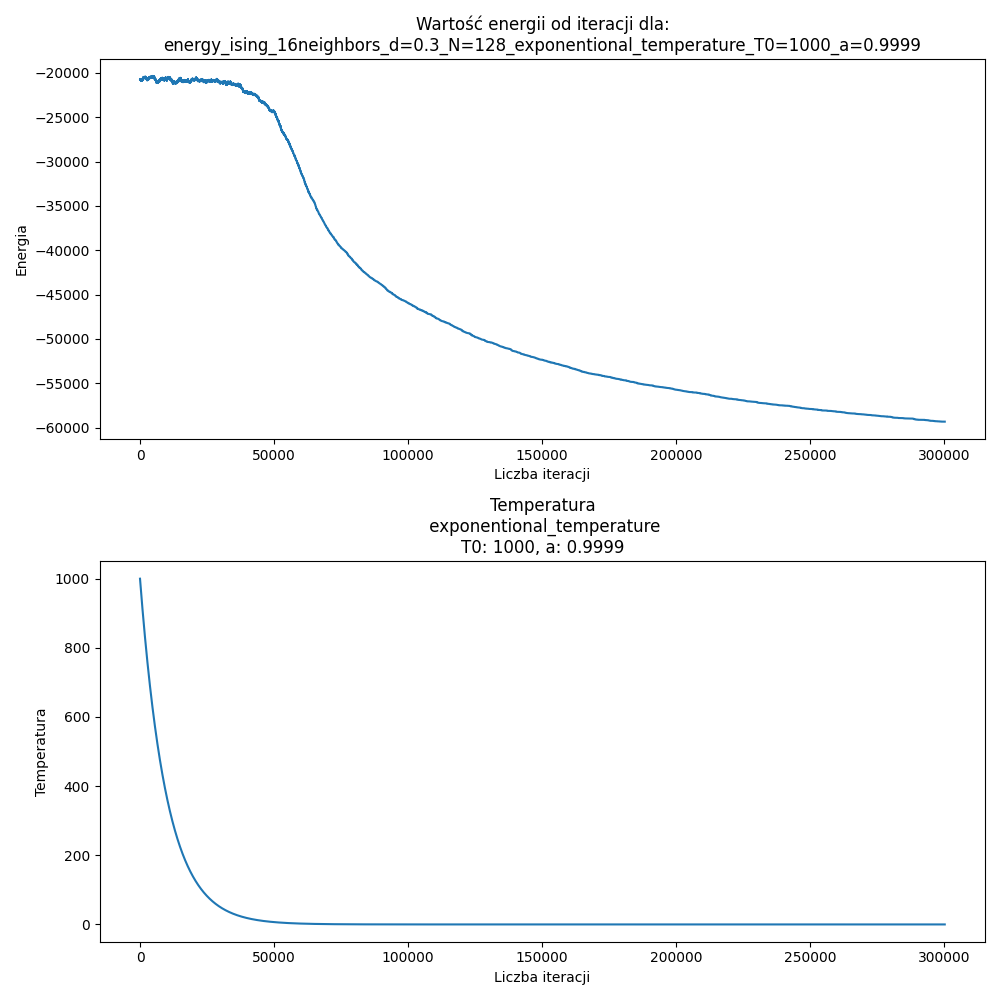 Wartość energii od iteracji dla:
energy_ising_16neighbors_d=0.3_N=128_exponentional_temperature_T0=1000_a=0.9999
−20000
−25000
−30000
−35000
−40000
−45000
−50000
−55000
−60000
Energia
0 50000 100000 150000 200000 250000 300000
Liczba iteracji
Temperatura
exponentional_temperature
T0: 1000, a: 0.9999
1000
800
600
400
200
0
Temperatura
0 50000 100000 150000 200000 250000 300000
Liczba iteracji